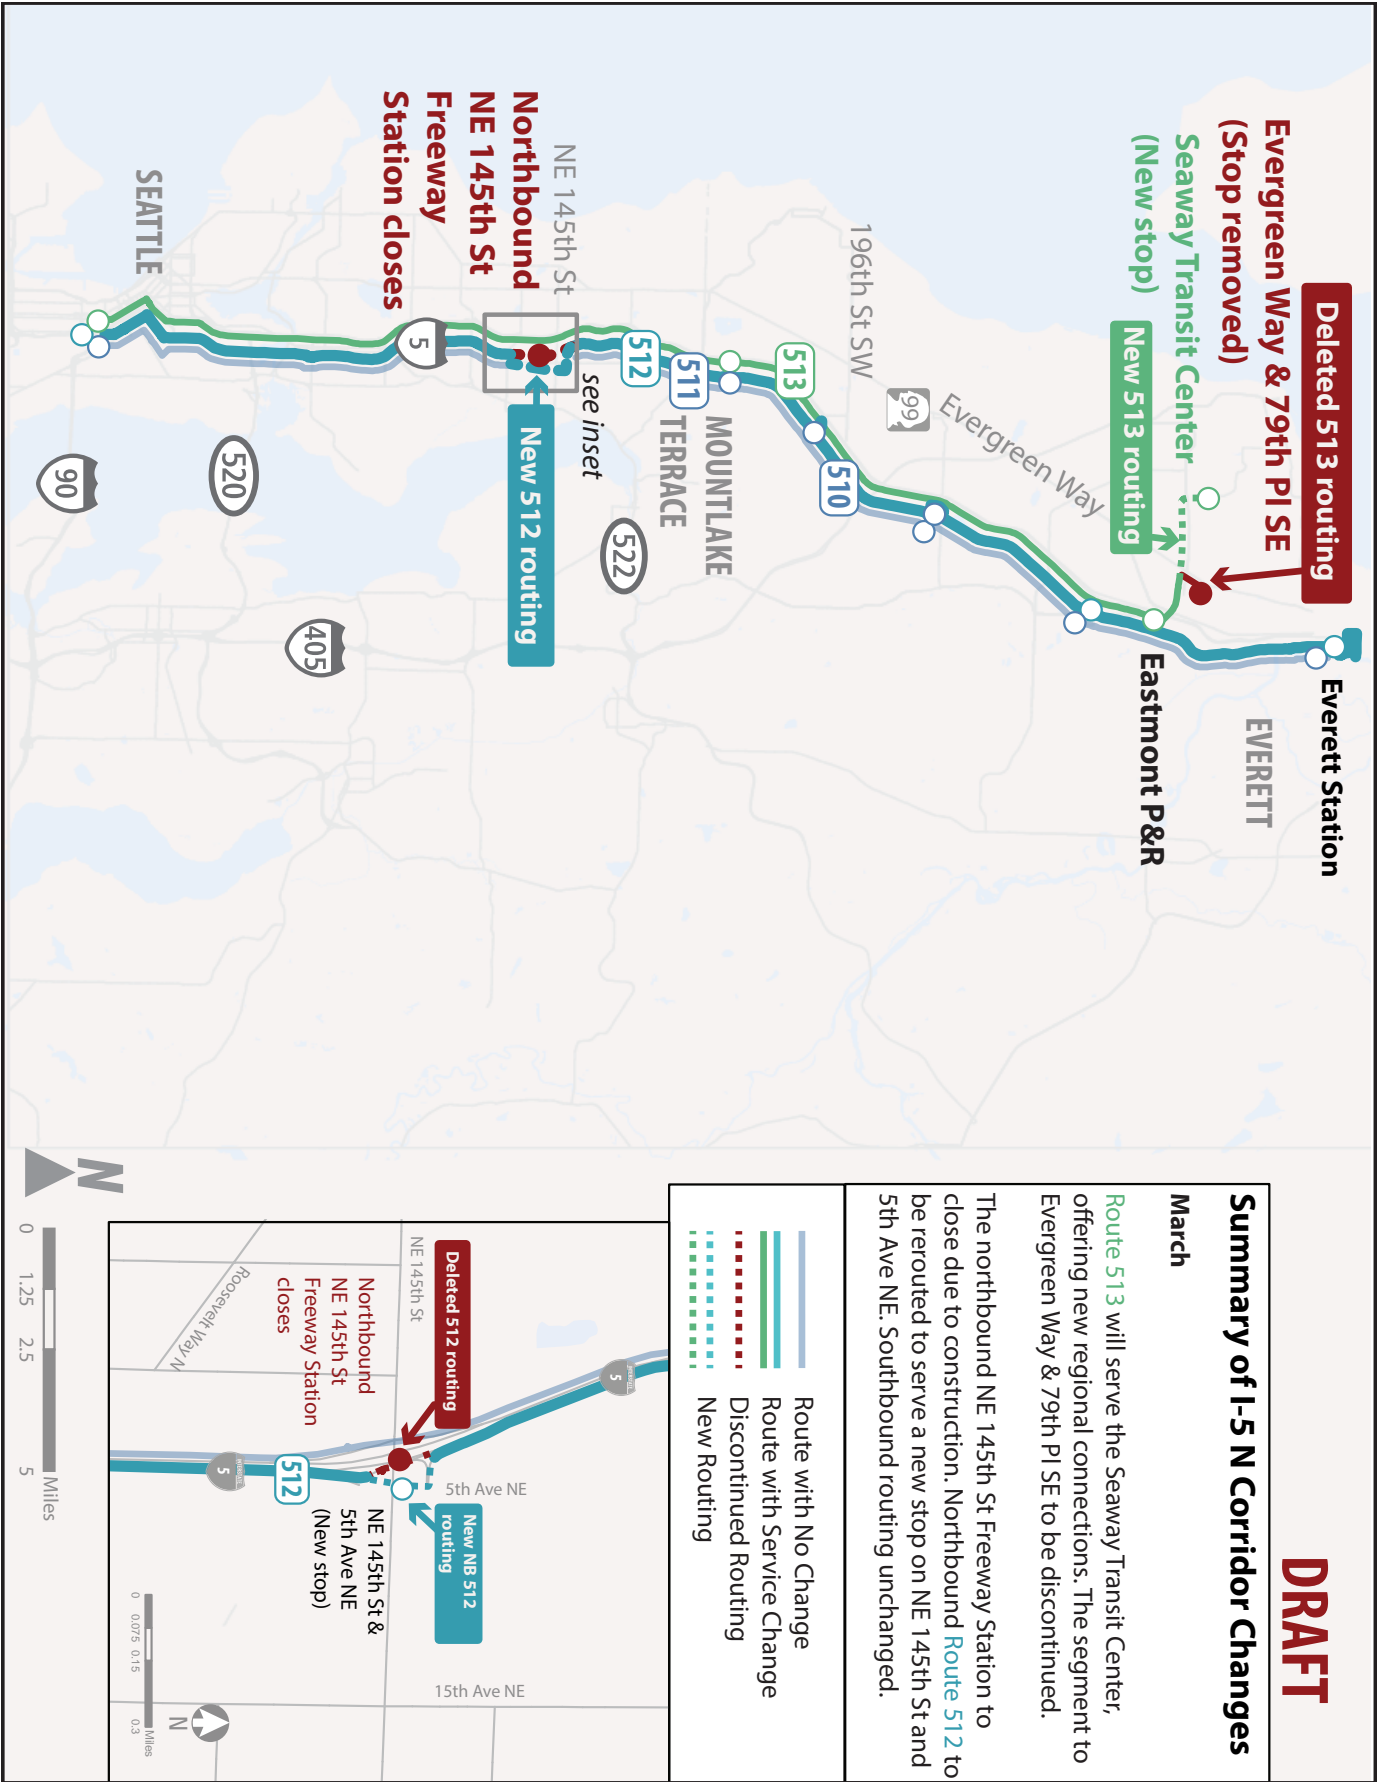 DRAFT
Summary of I-5 N Corridor Changes
March
Route 513 will serve the Seaway Transit Center,
offering new regional connections. The segment to
Evergreen Way & 79th Pl SE to be discontinued.
The northbound NE 145th St Freeway Station to
close due to construction. Northbound Route 512 to
be rerouted to serve a new stop on NE 145th St and
5th Ave NE. Southbound routing unchanged.
Route with No Change
Route with Service Change
Discontinued Routing
New Routing
Deleted 513 routing
Evergreen Way & 79th Pl SE
(Stop removed)
Seaway Transit Center
(New stop)
New 513 routing
Everett Station
EVERETT
Eastmont P&R
Evergreen Way
99
196th St SW
510
513
511
512
MOUNTLAKE
TERRACE
522
see inset
NE 145th St
Northbound
NE 145th St
Freeway
Station closes
New 512 routing
5
405
520
SEATTLE
90
N
0
1.25
2.5
5
Miles
5
Deleted 512 routing
NE 145th St
5th Ave NE
15th Ave NE
New NB 512
routing
Northbound
NE 145th St
Freeway Station
closes
NE 145th St &
5th Ave NE
(New stop)
512
5
Roosevelt Way N
N
0
0.075
0.15
0.3
Miles